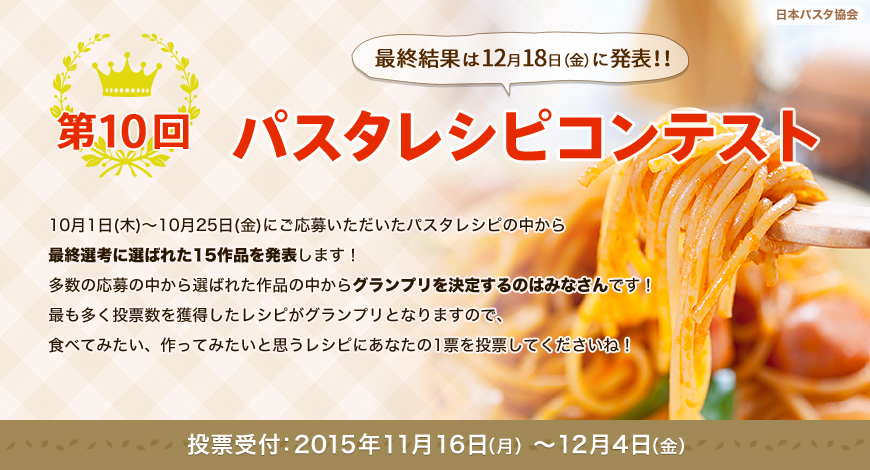 日本パスタ協会
最終結果は12月18日(金)に発表!!
第10回
パスタレシピコンテスト
10月1日(木)～10月25日(金)にご応募いただいたパスタレシピの中から
最終選考に選ばれた15作品を発表します！
多数の応募の中から選ばれた作品の中からグランプリを決定するのはみなさんです！
最も多く投票数を獲得したレシピがグランプリとなりますので、
食べてみたい、作ってみたいと思うレシピにあなたの1票を投票してくださいね！
投票受付：2015年11月16日(月) ～12月4日(金)